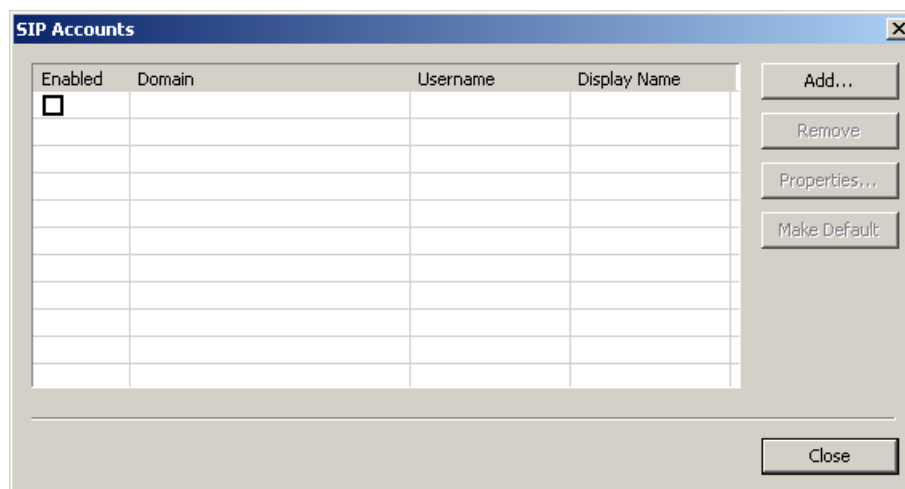 SIP Accounts
Enabled Domain Username Display Name
Add...
Remove
Properties...
Make Default
Close